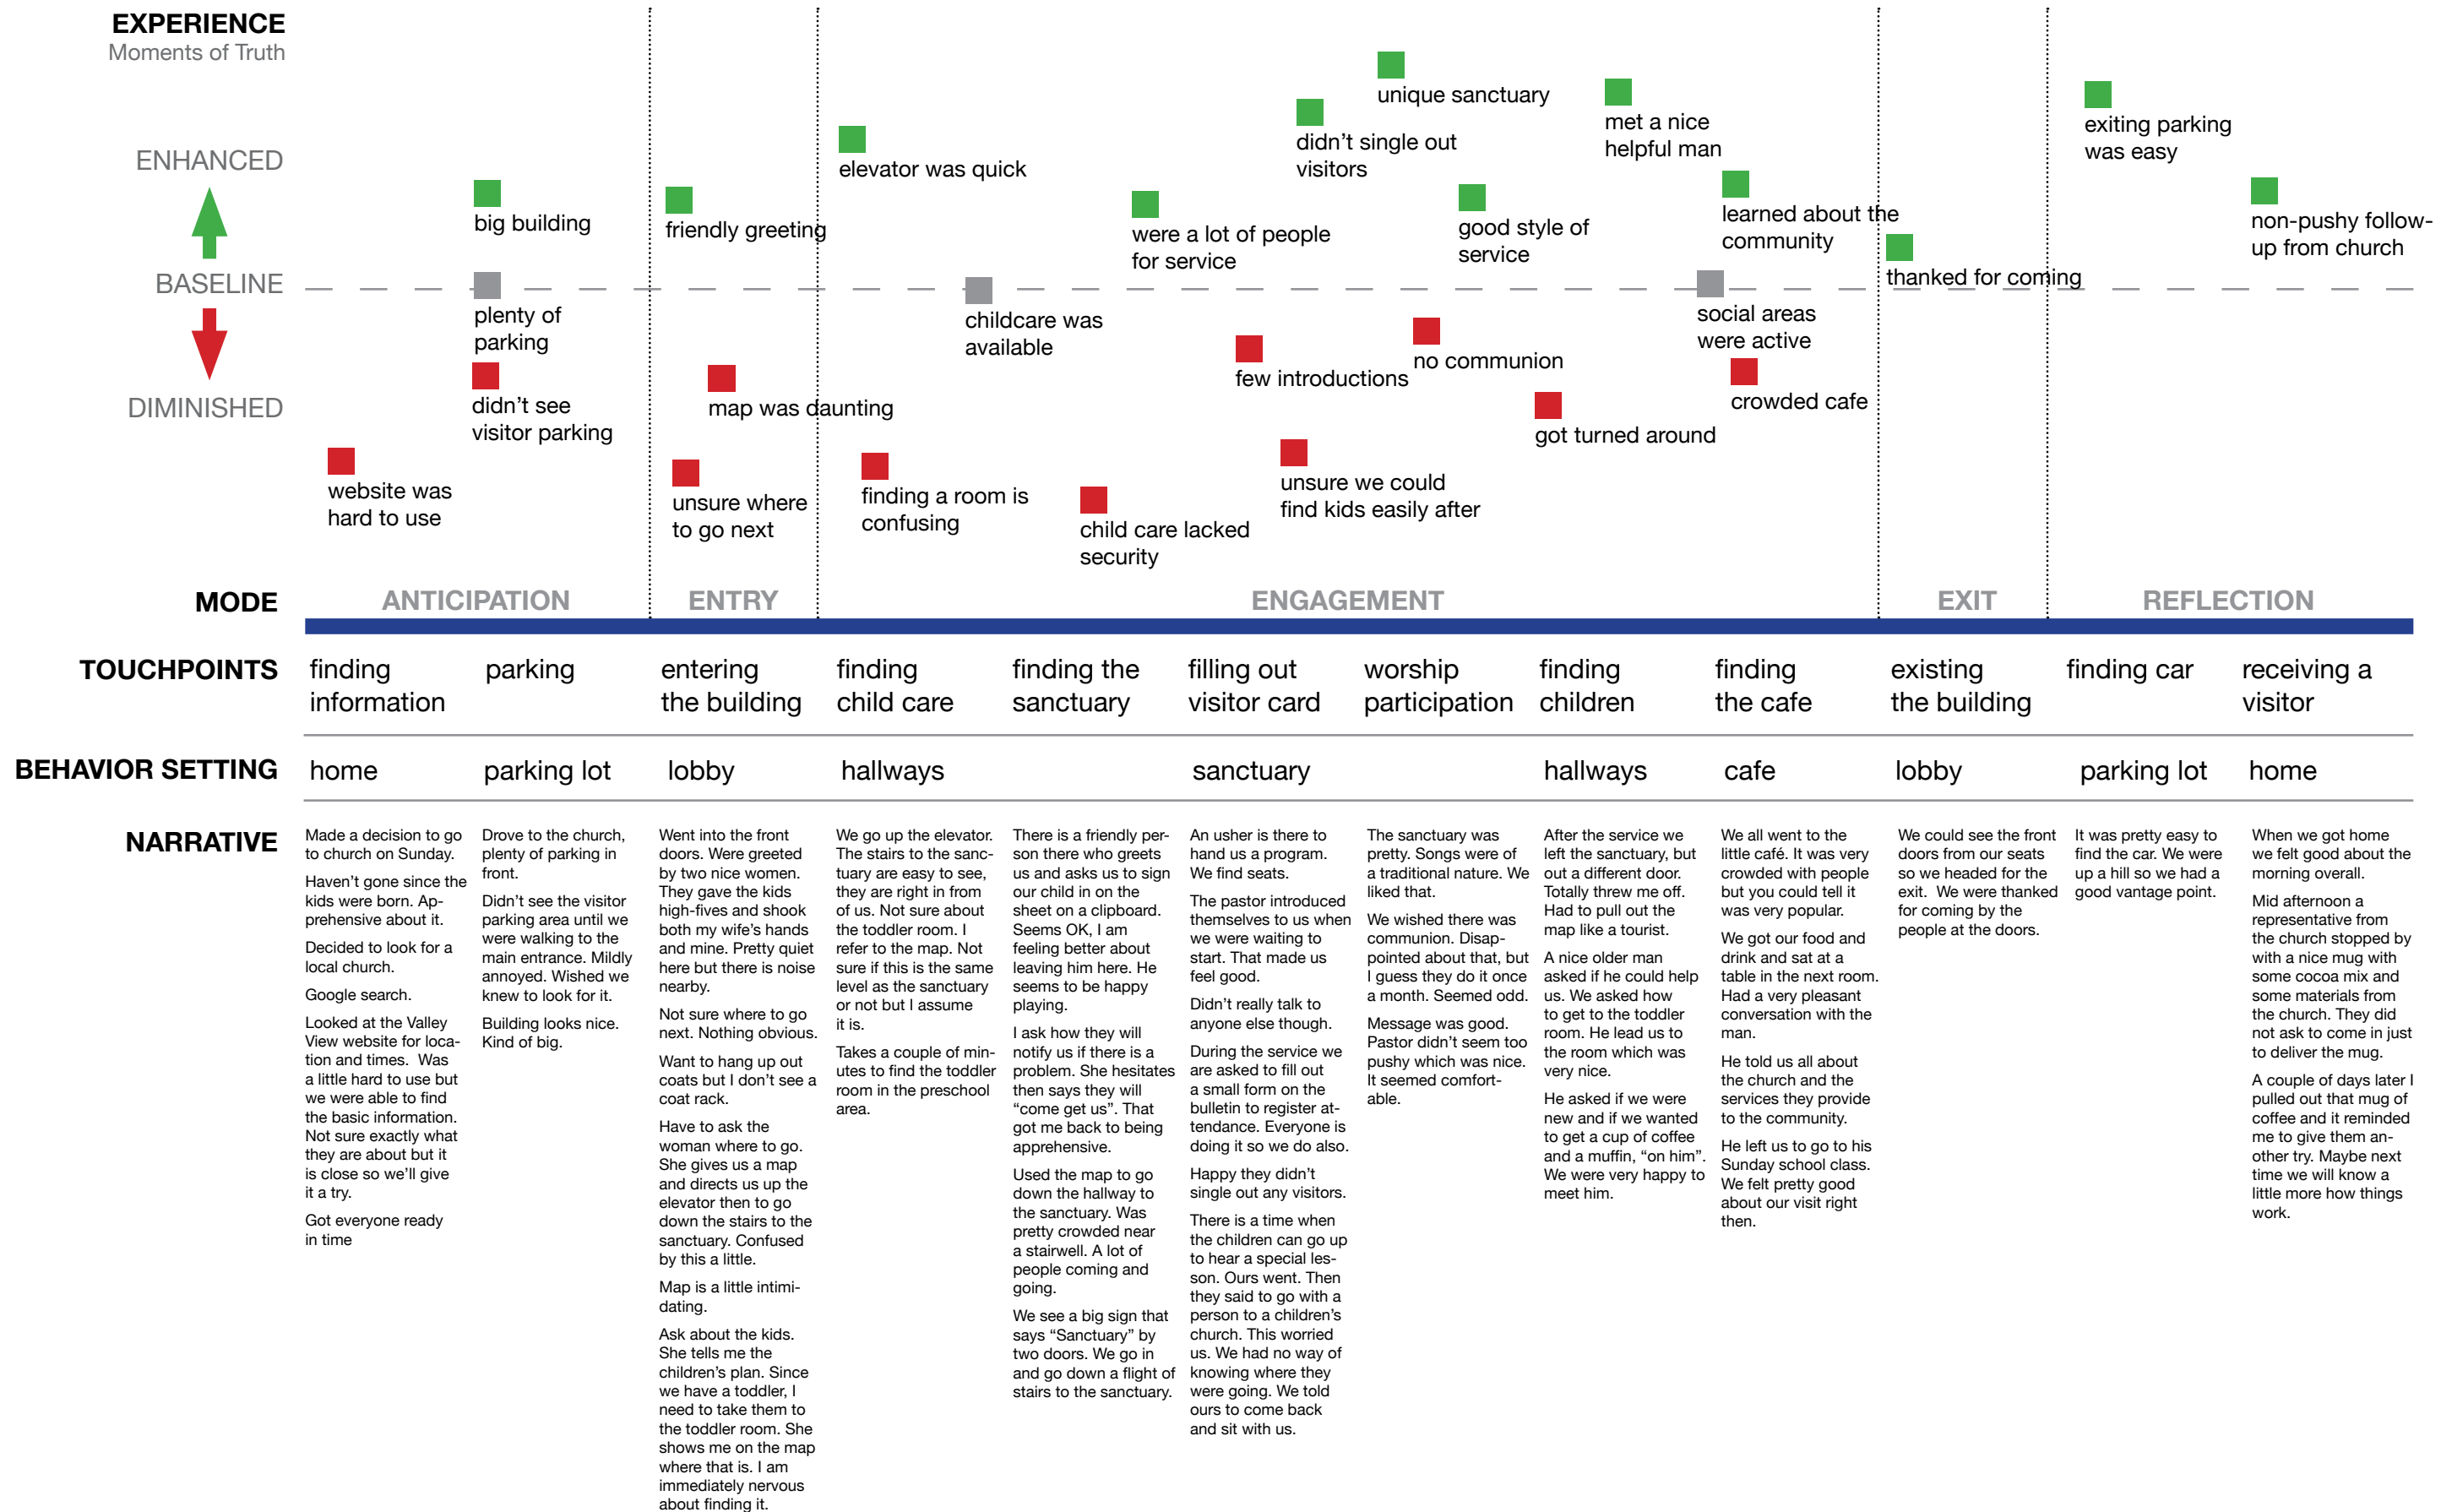 EXPERIENCE
Moments of Truth
ENHANCED
BASELINE
DIMINISHED
big building
plenty of
parking
didn't see
visitor parking
website was
hard to use
friendly greeting
map was daunting
unsure where
to go next
elevator was quick
childcare was
available
finding a room is
confusing
child care lacked
security
were a lot of people
for service
didn't single out
visitors
unique sanctuary
good style of
service
few introductions
no communion
unsure we could
find kids easily after
met a nice
helpful man
got turned around
learned about the
community
social areas
were active
crowded cafe
thanked for coming
exiting parking
was easy
non-pushy follow-
up from church
MODE
ANTICIPATION
ENTRY
ENGAGEMENT
EXIT
REFLECTION
TOUCHPOINTS
finding
information
parking
entering
the building
finding
child care
finding the
sanctuary
filling out
visitor card
worship
participation
finding
children
finding
the cafe
existing
the building
finding car
receiving a
visitor
BEHAVIOR SETTING
home
parking lot
lobby
hallways
sanctuary
hallways
cafe
lobby
parking lot
home
NARRATIVE
Made a decision to go
to church on Sunday.
Haven't gone since the
kids were born. Ap-
prehensive about it.
Decided to look for a
local church.
Google search.
Looked at the Valley
View website for loca-
tion and times.  Was
a little hard to use but
we were able to find
the basic information.
Not sure exactly what
they are about but it
is close so we'll give
it a try.
Got everyone ready
in time
Drove to the church,
plenty of parking in
front.
Didn't see the visitor
parking area until we
were walking to the
main entrance. Mildly
annoyed. Wished we
knew to look for it.
Building looks nice.
Kind of big.
Went into the front
doors. Were greeted
by two nice women.
They gave the kids
high-fives and shook
both my wife's hands
and mine. Pretty quiet
here but there is noise
nearby.
Not sure where to go
next. Nothing obvious.
Want to hang up out
coats but I don't see a
coat rack.
Have to ask the
woman where to go.
She gives us a map
and directs us up the
elevator then to go
down the stairs to the
sanctuary. Confused
by this a little.
Map is a little intimi-
dating.
Ask about the kids.
She tells me the
children's plan. Since
we have a toddler, I
need to take them to
the toddler room. She
shows me on the map
where that is. I am
immediately nervous
about finding it.
We go up the elevator.
The stairs to the sanc-
tuary are easy to see,
they are right in from
of us. Not sure about
the toddler room. I
refer to the map. Not
sure if this is the same
level as the sanctuary
or not but I assume
it is.
Takes a couple of min-
utes to find the toddler
room in the preschool
area.
There is a friendly per-
son there who greets
us and asks us to sign
our child in on the
sheet on a clipboard.
Seems OK, I am
feeling better about
leaving him here. He
seems to be happy
playing.
I ask how they will
notify us if there is a
problem. She hesitates
then says they will
“come get us”. That
got me back to being
apprehensive.
Used the map to go
down the hallway to
the sanctuary. Was
pretty crowded near
a stairwell. A lot of
people coming and
going.
We see a big sign that
says “Sanctuary” by
two doors. We go in
and go down a flight of
stairs to the sanctuary.
An usher is there to
hand us a program.
We find seats.
The pastor introduced
themselves to us when
we were waiting to
start. That made us
feel good.
Didn't really talk to
anyone else though.
During the service we
are asked to fill out
a small form on the
bulletin to register at-
tendance. Everyone is
doing it so we do also.
Happy they didn't
single out any visitors.
There is a time when
the children can go up
to hear a special les-
son. Ours went. Then
they said to go with a
person to a children's
church. This worried
us. We had no way of
knowing where they
were going. We told
ours to come back
and sit with us.
The sanctuary was
pretty. Songs were of
a traditional nature. We
liked that.
We wished there was
communion. Disap-
pointed about that, but
I guess they do it once
a month. Seemed odd.
Message was good.
Pastor didn't seem too
pushy which was nice.
It seemed comfort-
able.
After the service we
left the sanctuary, but
out a different door.
Totally threw me off.
Had to pull out the
map like a tourist.
A nice older man
asked if he could help
us. We asked how
to get to the toddler
room. He lead us to
the room which was
very nice.
He asked if we were
new and if we wanted
to get a cup of coffee
and a muffin, “on him”.
We were very happy to
meet him.
We all went to the
little café. It was very
crowded with people
but you could tell it
was very popular.
We got our food and
drink and sat at a
table in the next room.
Had a very pleasant
conversation with the
man.
He told us all about
the church and the
services they provide
to the community.
He left us to go to his
Sunday school class.
We felt pretty good
about our visit right
then.
We could see the front
doors from our seats
so we headed for the
exit.  We were thanked
for coming by the
people at the doors.
It was pretty easy to
find the car. We were
up a hill so we had a
good vantage point.
When we got home
we felt good about the
morning overall.
Mid afternoon a
representative from
the church stopped by
with a nice mug with
some cocoa mix and
some materials from
the church. They did
not ask to come in just
to deliver the mug.
A couple of days later I
pulled out that mug of
coffee and it reminded
me to give them an-
other try. Maybe next
time we will know a
little more how things
work.